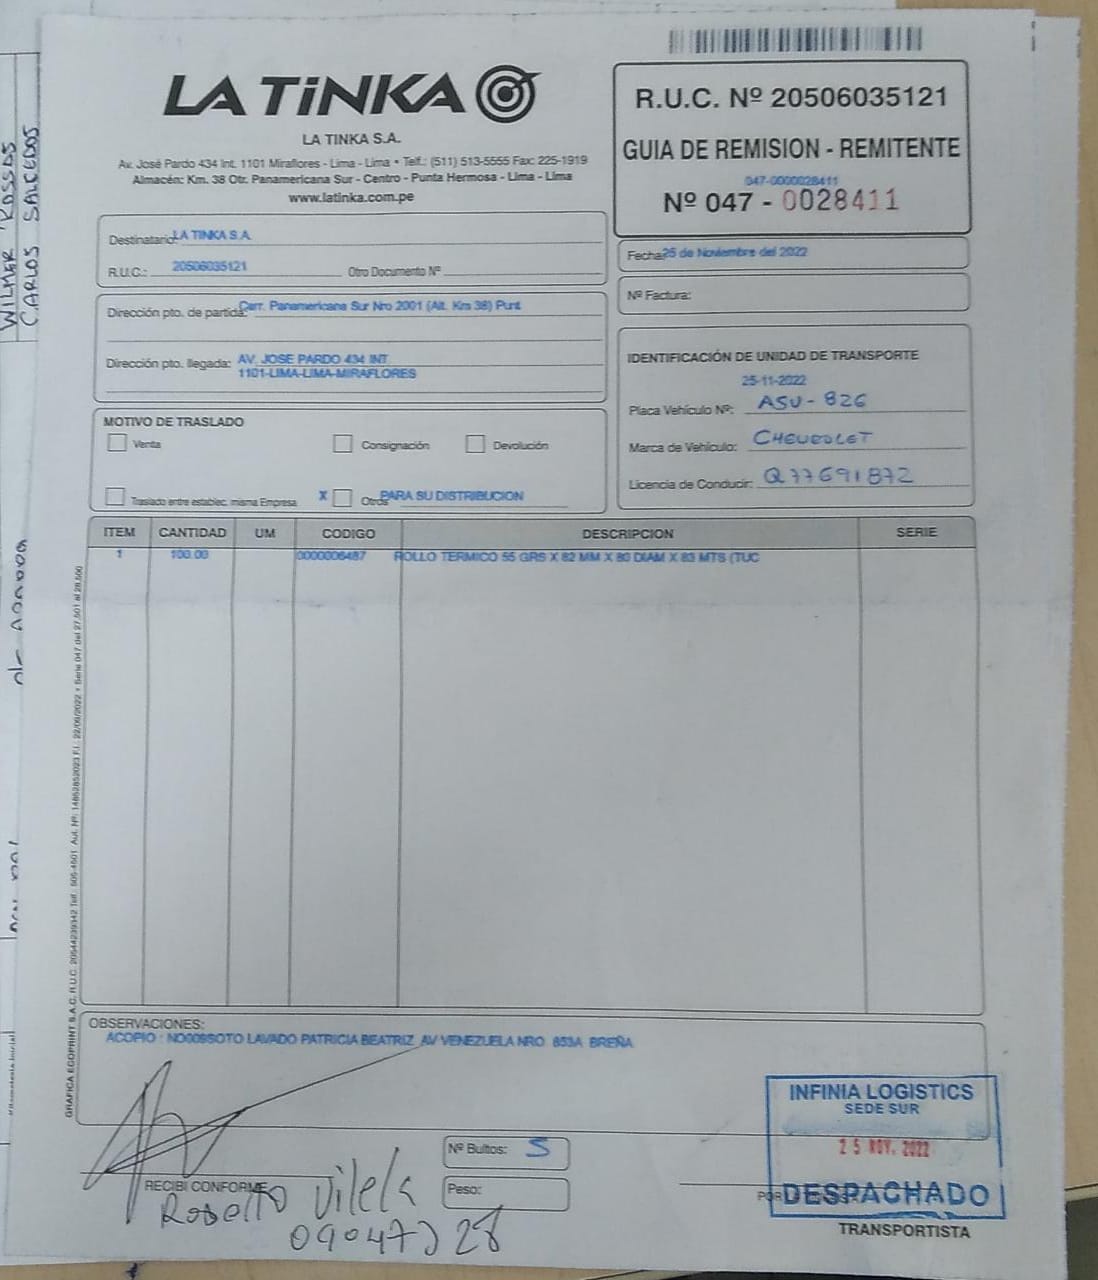 WILMAR ROSSAS
CARLOS SALCEDOS
LA TiNKA
LA TINKA S.A.
Av. José Pardo 434 Int. 1101 Miraflores - Lima - Lima • Telf.: (511) 513-5555 Fax: 225-1919
Almacén: Km. 38 Otr. Panamericana Sur - Centro - Punta Hermosa - Lima - Lima
www.latinka.com.pe
R.U.C. Nº 20506035121
GUIA DE REMISION - REMITENTE
047-0000028411
Nº 047 - 0028411
Destinatario: LA TINKA S.A.
R.U.C.: 20506035121 Otro Documento Nº
Fecha: 25 de Noviembre del 2022
Nº Factura:
Dirección pto. de partida: Carr. Panamericana Sur Nro 2001 (Alt. Km 38) Punt
Dirección pto. llegada: AV. JOSE PARDO 434 INT
1101-LIMA-LIMA-MIRAFLORES
IDENTIFICACIÓN DE UNIDAD DE TRANSPORTE
25-11-2022
Placa Vehículo Nº: ASU-826
Marca de Vehículo: CHEVROLET
Licencia de Conducir: Q77691872
MOTIVO DE TRASLADO
Venta Consignación Devolución
Traslado entre establec. misma Empresa X Otros PARA SU DISTRIBUCION
ITEM CANTIDAD UM CODIGO DESCRIPCION SERIE
1 100.00 0000006487 ROLLO TERMICO 55 GRS X 82 MM X 80 DIAM X 83 MTS (TUC
GRAFICA EGOPRINT S.A.C. R.U.C. 20544239342 Telf.: 505-4501 Aut. Nº: 14862852023 F.I.: 22/09/2022 • Serie 047 del 27,501 al 28,500
OBSERVACIONES:
ACOPIO : NO009SOTO LAVADO PATRICIA BEATRIZ AV VENEZUELA NRO 853A BREÑA
INFINIA LOGISTICS
SEDE SUR
25 NOV. 2022
DESPACHADO
Nº Bultos: 5
Peso:
RECIBI CONFORME
Roberto Vilela
09047728
POR
TRANSPORTISTA